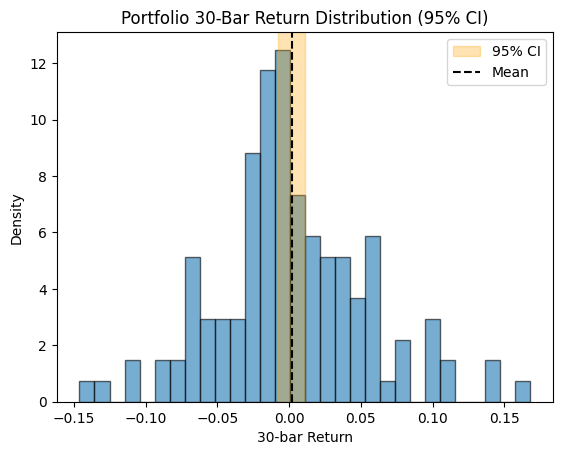 Portfolio 30-Bar Return Distribution (95% CI)
95% CI
Mean
Density
12
10
8
6
4
2
0
−0.15
−0.10
−0.05
0.00
0.05
0.10
0.15
30-bar Return